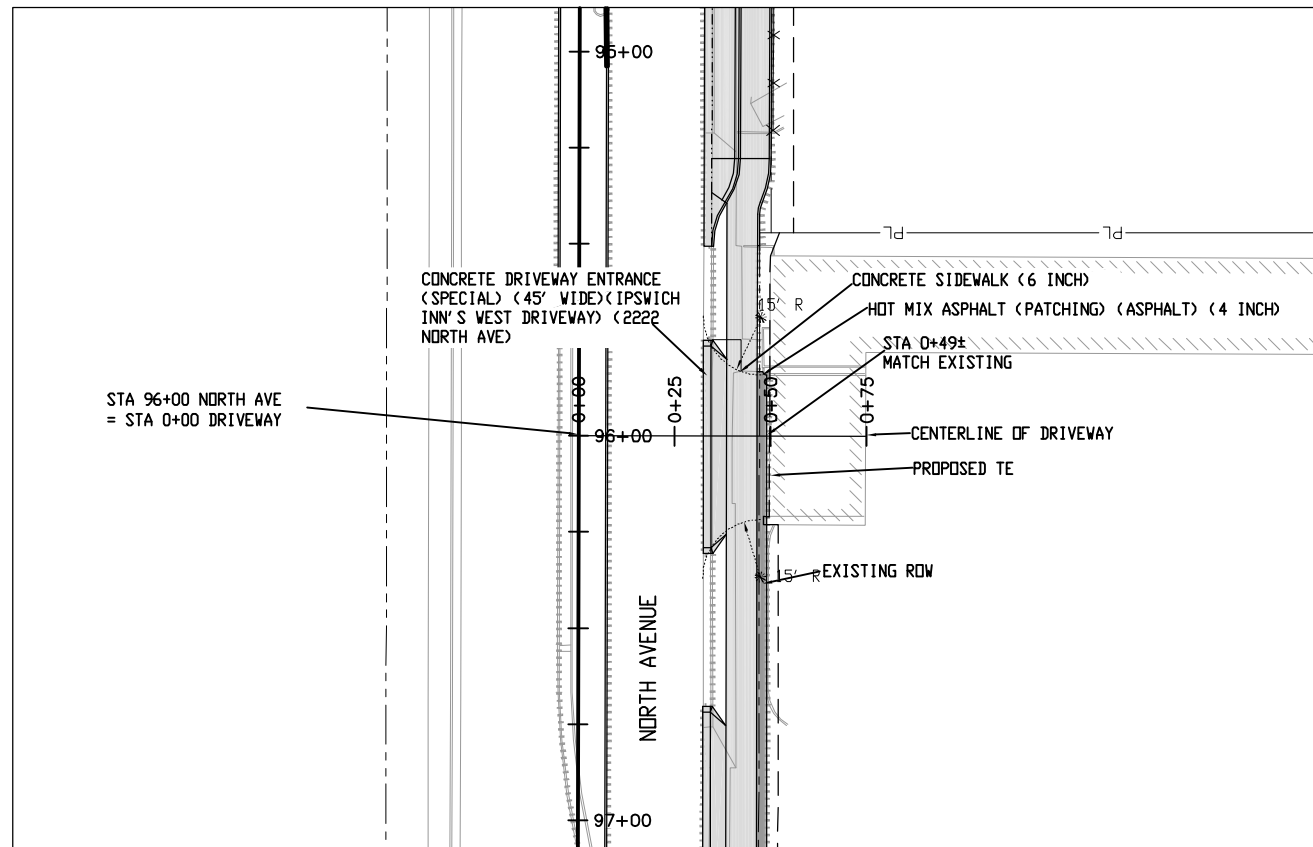 95+00
PL
PL
CONCRETE DRIVEWAY ENTRANCE
(SPECIAL) (45' WIDE)(IPSWICH
INN'S WEST DRIVEWAY) (2222
NORTH AVE)
CONCRETE SIDEWALK (6 INCH)
15' R
HOT MIX ASPHALT (PATCHING) (ASPHALT) (4 INCH)
STA 0+49±
MATCH EXISTING
STA 96+00 NORTH AVE
= STA 0+00 DRIVEWAY
0+00
0+25
0+50
0+75
96+00
CENTERLINE OF DRIVEWAY
PROPOSED TE
15' R
EXISTING ROW
NORTH AVENUE
97+00